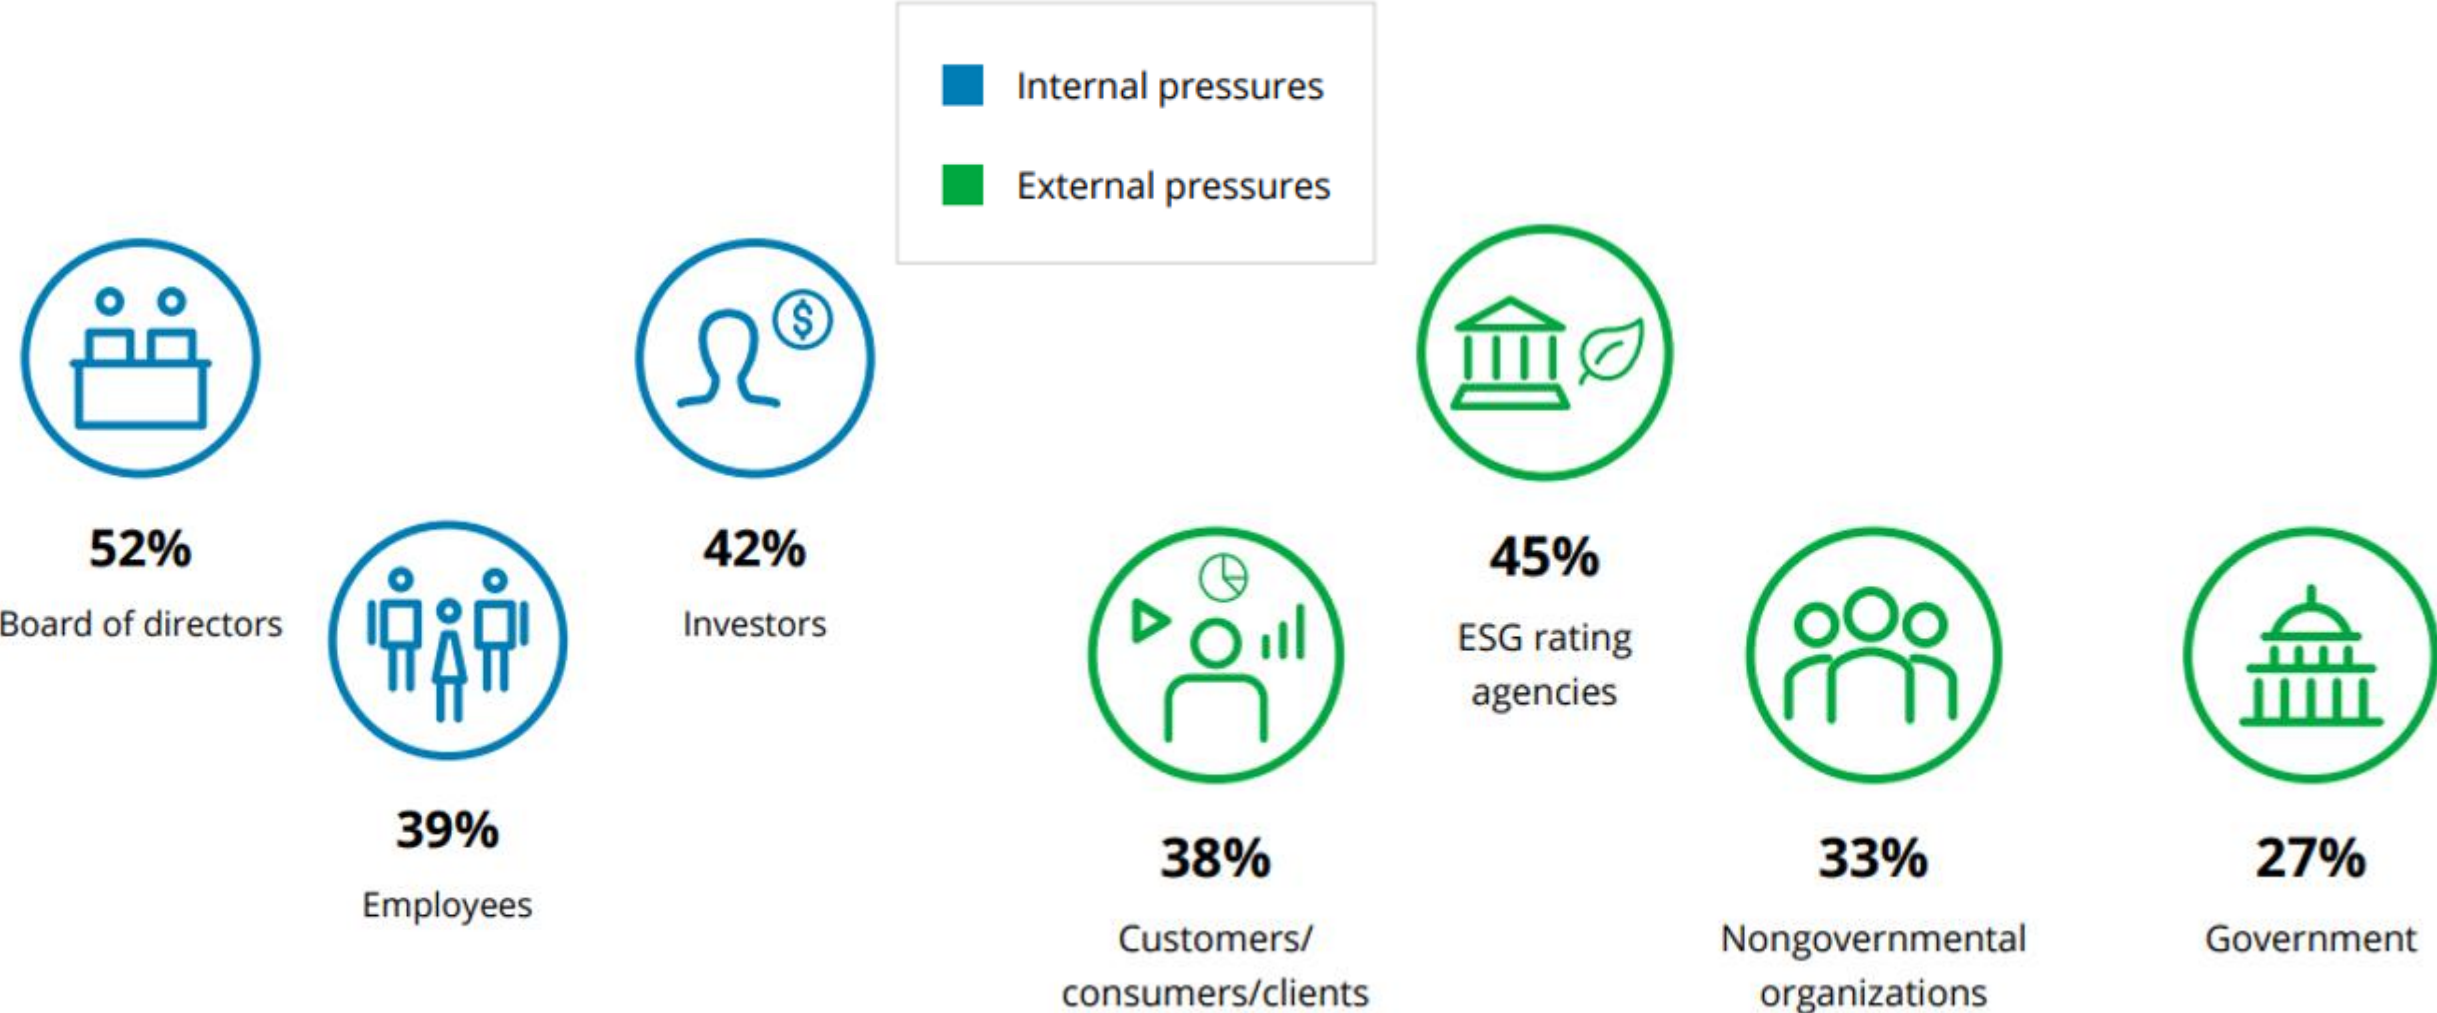 Internal pressures
External pressures
52%
Board of directors
39%
Employees
$
42%
Investors
38%
Customers/
consumers/clients
45%
ESG rating
agencies
33%
Nongovernmental
organizations
27%
Government